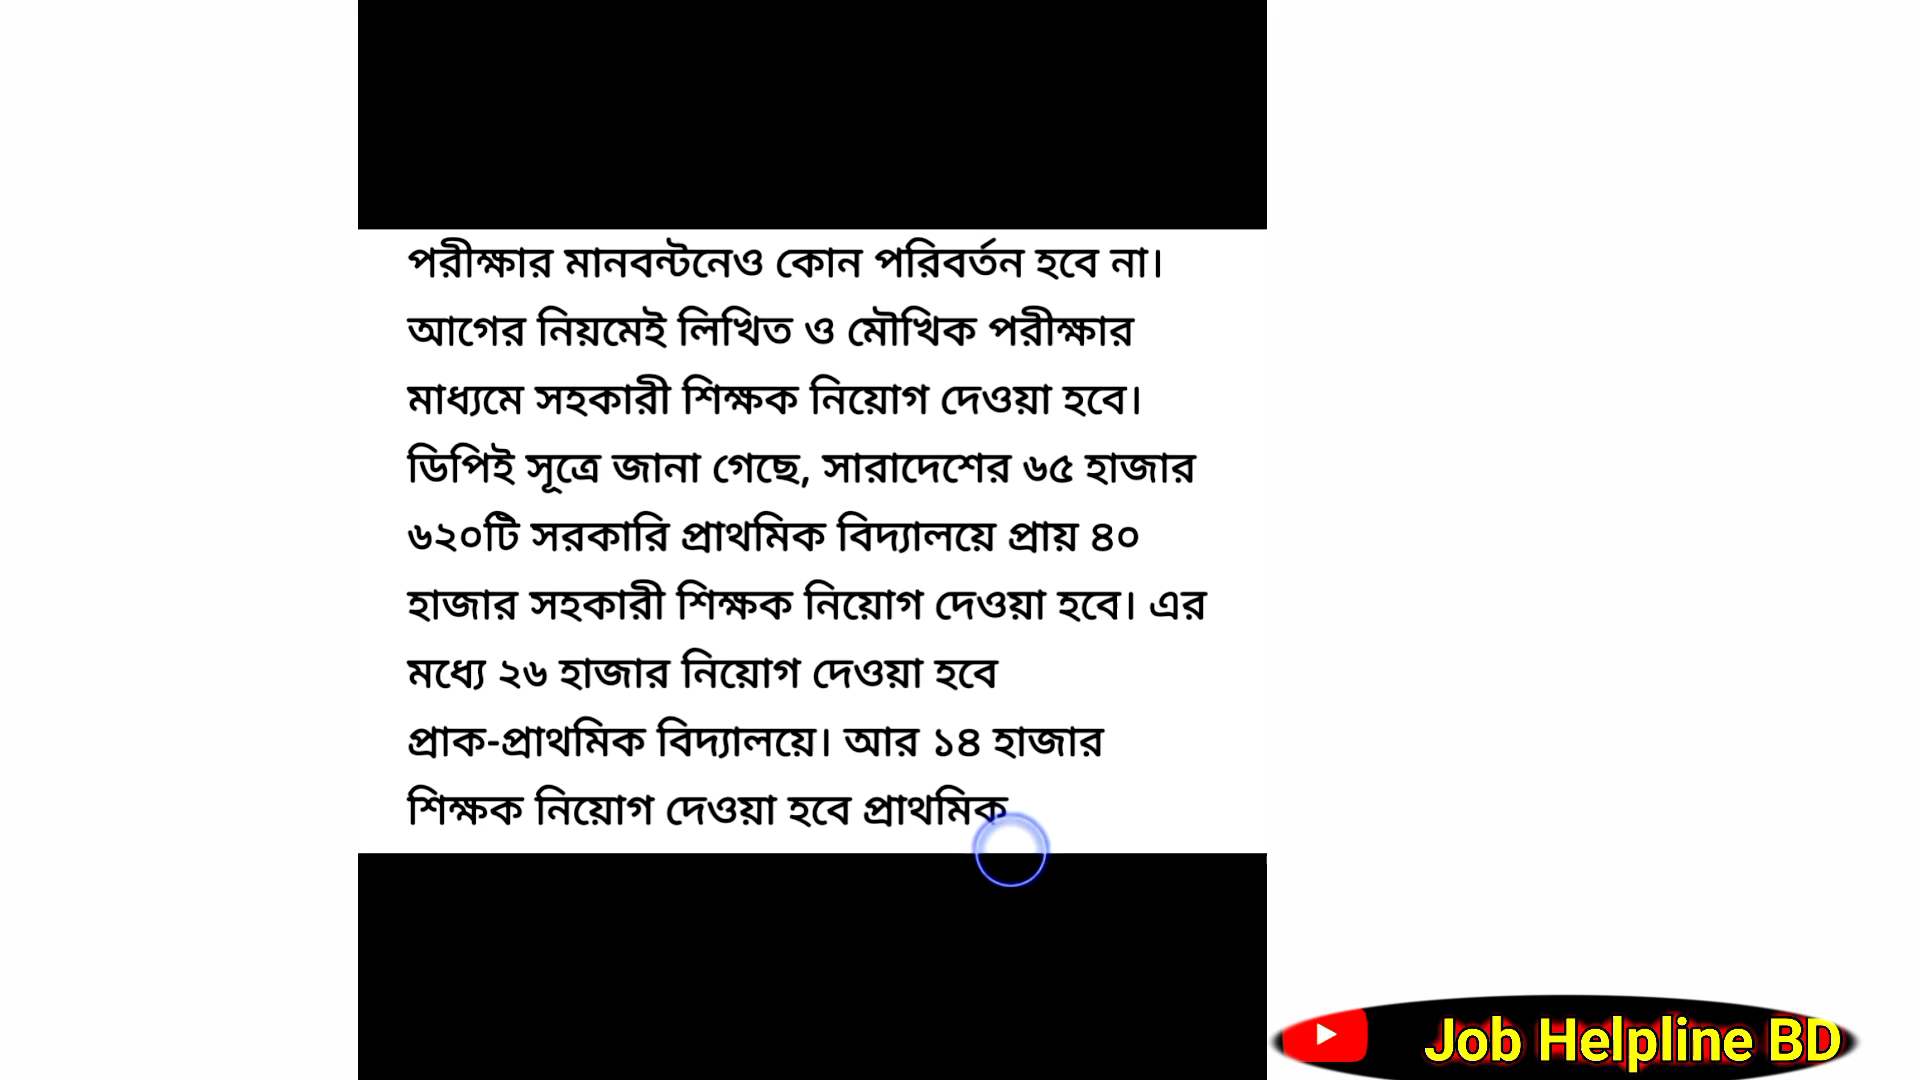 পরীক্ষার মানবন্টনেও কোন পরিবর্তন হবে না।
আগের নিয়মেই লিখিত ও মৌখিক পরীক্ষার
মাধ্যমে সহকারী শিক্ষক নিয়োগ দেওয়া হবে।
ডিপিই সূত্রে জানা গেছে, সারাদেশের ৬৫ হাজার
৬২০টি সরকারি প্রাথমিক বিদ্যালয়ে প্রায় ৪০
হাজার সহকারী শিক্ষক নিয়োগ দেওয়া হবে। এর
মধ্যে ২৬ হাজার নিয়োগ দেওয়া হবে
প্রাক-প্রাথমিক বিদ্যালয়ে। আর ১৪ হাজার
শিক্ষক নিয়োগ দেওয়া হবে প্রাথমিক
Job Helpline BD